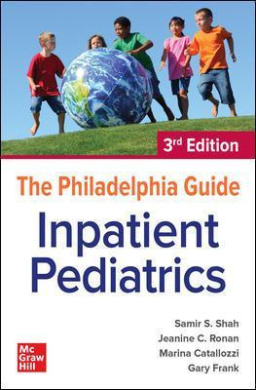 3rd Edition
The Philadelphia Guide
Inpatient
Pediatrics
Samir S. Shah
Jeanine C. Ronan
Marina Catallozzi
Gary Frank
Mc
Graw
Hill